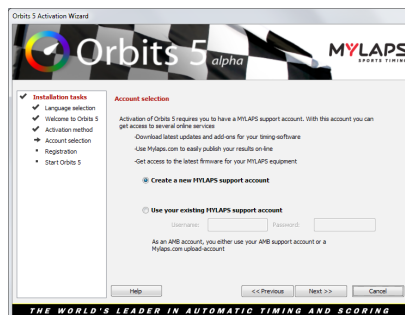 Orbits 5 Activation Wizard
Orbits 5 alpha
MYLAPS
SPORTS TIMING
Installation tasks
Language selection
Welcome to Orbits 5
Activation method
Account selection
Registration
Start Orbits 5
Account selection
Activation of Orbits 5 requires you to have a MYLAPS support account. With this account you can
get access to several online services
-Download latest updates and add-ons for your timing-software
-Use Mylaps.com to easily publish your results on-line
-Get access to the latest firmware for your MYLAPS equipment
Create a new MYLAPS support account
Use your existing MYLAPS support account
Username: Password:
As an AMB account, you either use your AMB support account or a
Mylaps.com upload-account
Help << Previous Next >> Cancel
THE WORLD'S LEADER IN AUTOMATIC TIMING AND SCORING